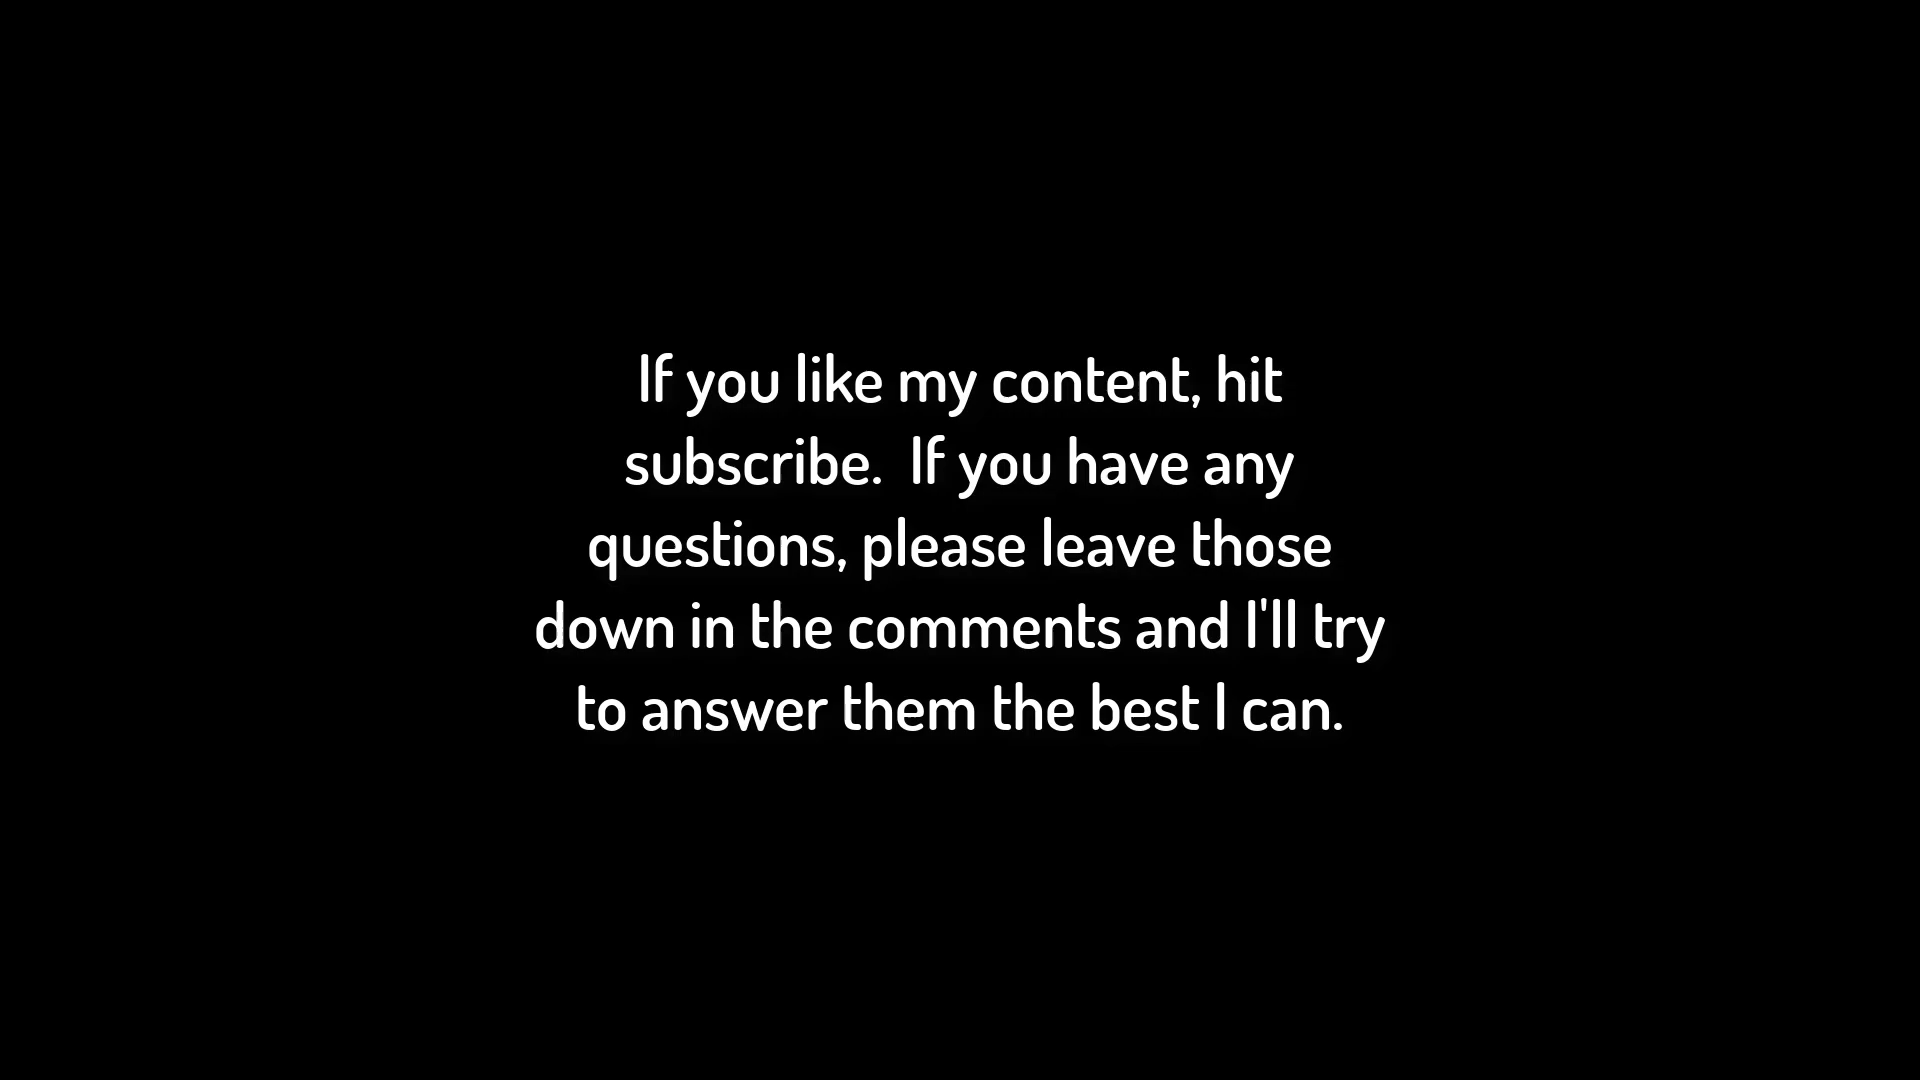 If you like my content, hit
subscribe.  If you have any
questions, please leave those
down in the comments and I'll try
to answer them the best I can.